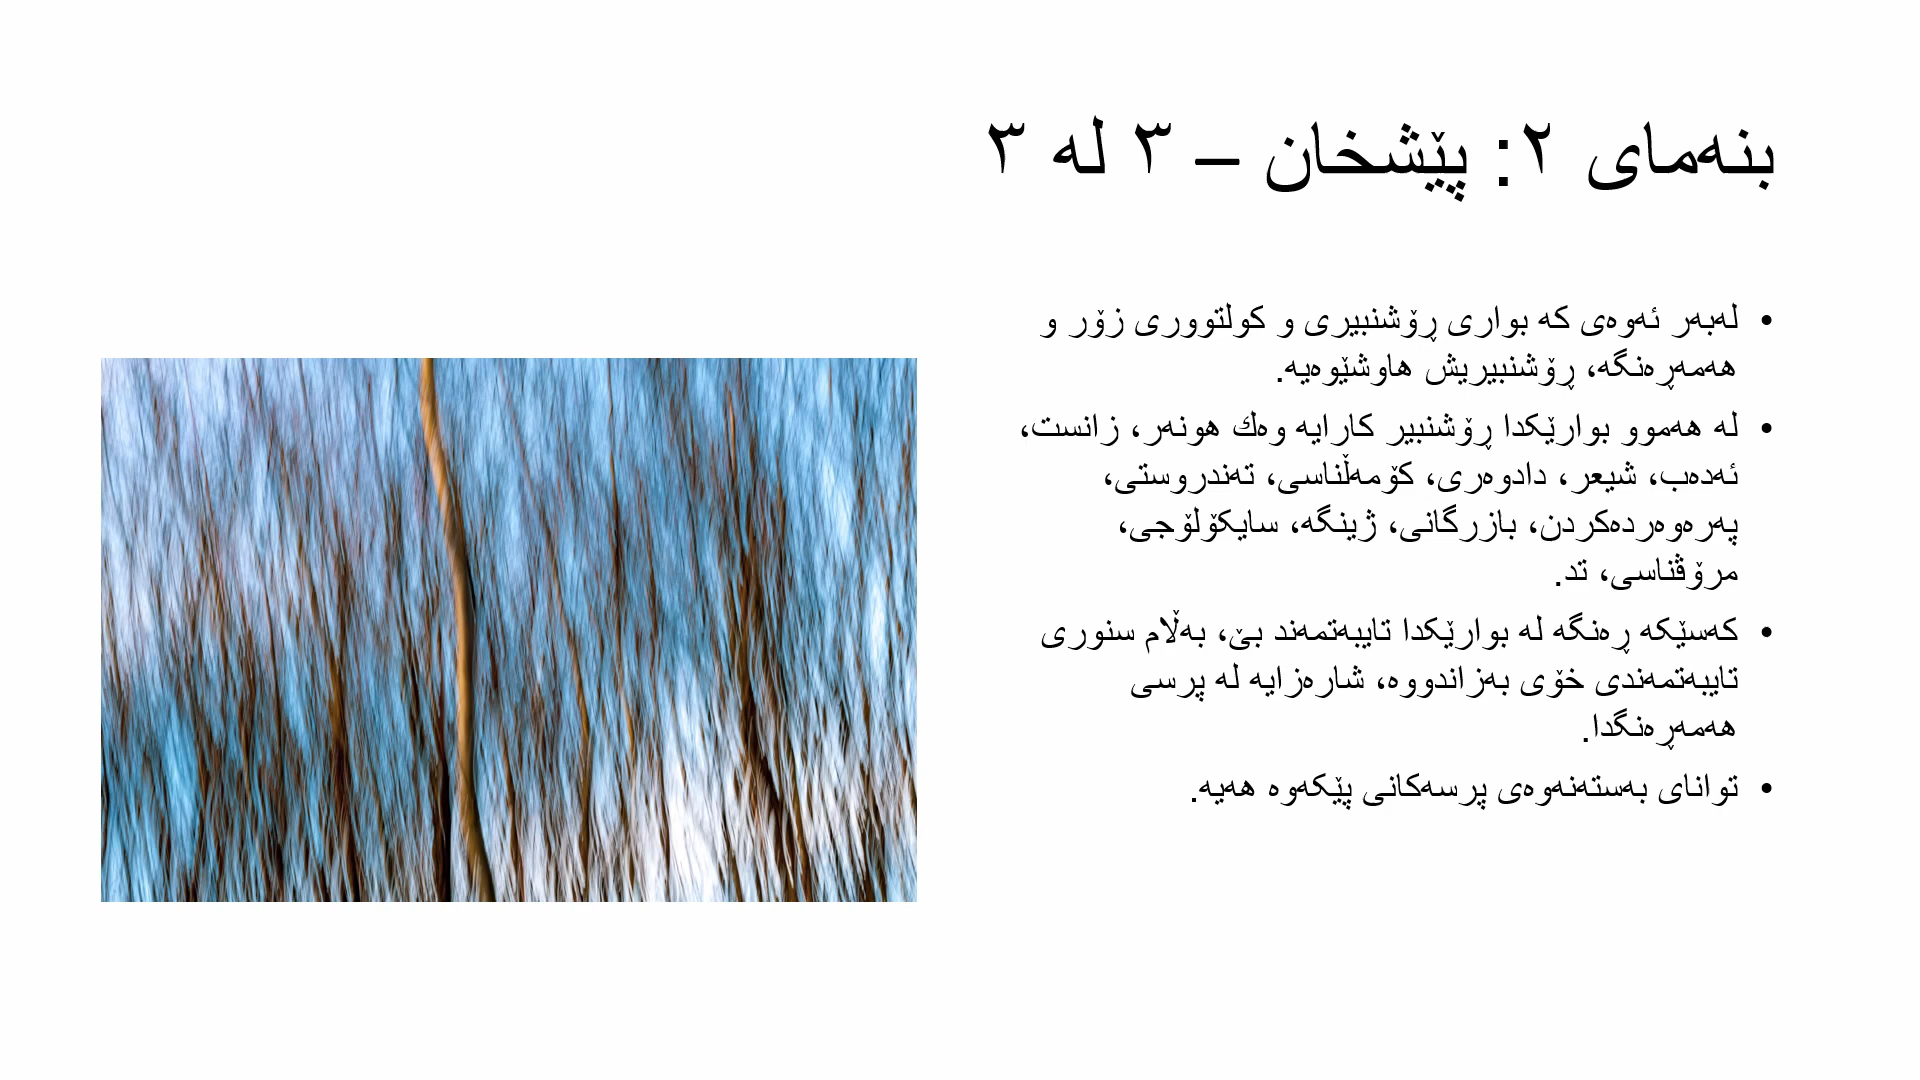 بنەمای ٢: پێشخان – ٣ لە ٣
• لەبەر ئەوەی کە بواری ڕۆشنبیری و کولتووری زۆر و
هەمەڕەنگە، ڕۆشنبیریش هاوشێوەیە.
• لە هەموو بوارێکدا ڕۆشنبیر کارایە وەك هونەر، زانست،
ئەدەب، شیعر، دادوەری، کۆمەڵناسی، تەندروستی،
پەرەوەردەکردن، بازرگانی، ژینگە، سایکۆلۆجی،
مرۆڤناسی، تد.
• کەسێکە ڕەنگە لە بوارێکدا تایبەتمەند بێ، بەڵام سنوری
تایبەتمەندی خۆی بەزاندووە، شارەزایە لە پرسی
هەمەڕەنگدا.
• توانای بەستەنەوەی پرسەکانی پێکەوە هەیە.